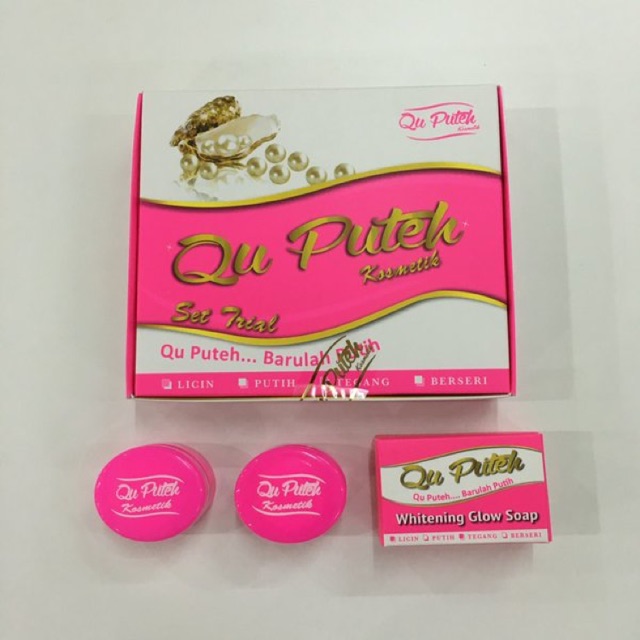 Qu Puteh
Kosmetik
Qu Puteh
Kosmetik
Set Trial
Qu Puteh... Barulah Putih
LICIN PUTIH TEGANG BERSERI
Puteh
Qu Puteh
Kosmetik
Qu Puteh
Kosmetik
Qu Puteh
Qu Puteh.... Barulah Putih
Whitening Glow Soap
LICIN PUTIH TEGANG BERSERI